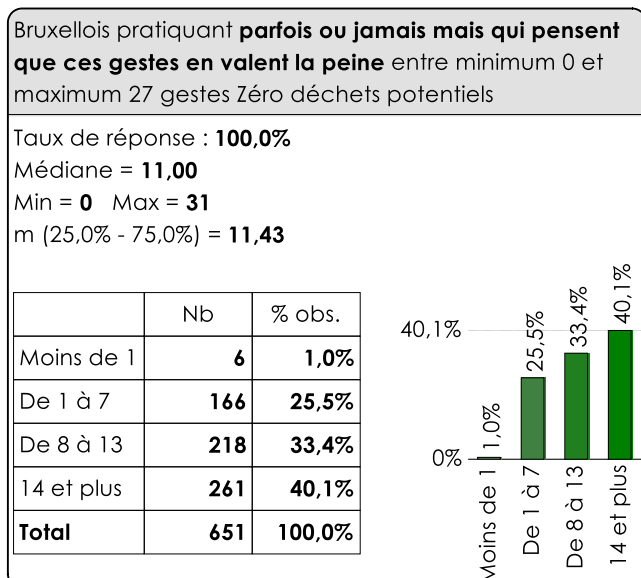 Bruxellois pratiquant parfois ou jamais mais qui pensent
que ces gestes en valent la peine entre minimum 0 et
maximum 27 gestes Zéro déchets potentiels
Taux de réponse : 100,0%
Médiane = 11,00
Min = 0 Max = 31
m (25,0% - 75,0%) = 11,43
Nb % obs.
Moins de 1 6 1,0%
De 1 à 7 166 25,5%
De 8 à 13 218 33,4%
14 et plus 261 40,1%
Total 651 100,0%
40,1%
0%
1,0%
25,5%
33,4%
40,1%
Moins de 1
De 1 à 7
De 8 à 13
14 et plus